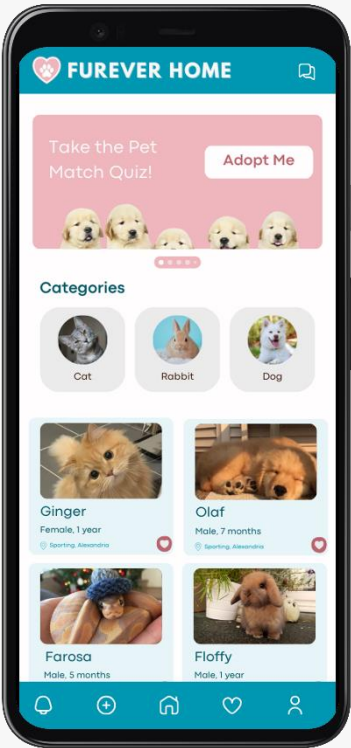 FUREVER HOME
Take the Pet
Match Quiz!
Adopt Me
Categories
Cat
Rabbit
Dog
Ginger
Female, 1 year
Sporting, Alexandria
Olaf
Male, 7 months
Sporting, Alexandria
Farosa
Male, 5 months
Floffy
Male, 1 year